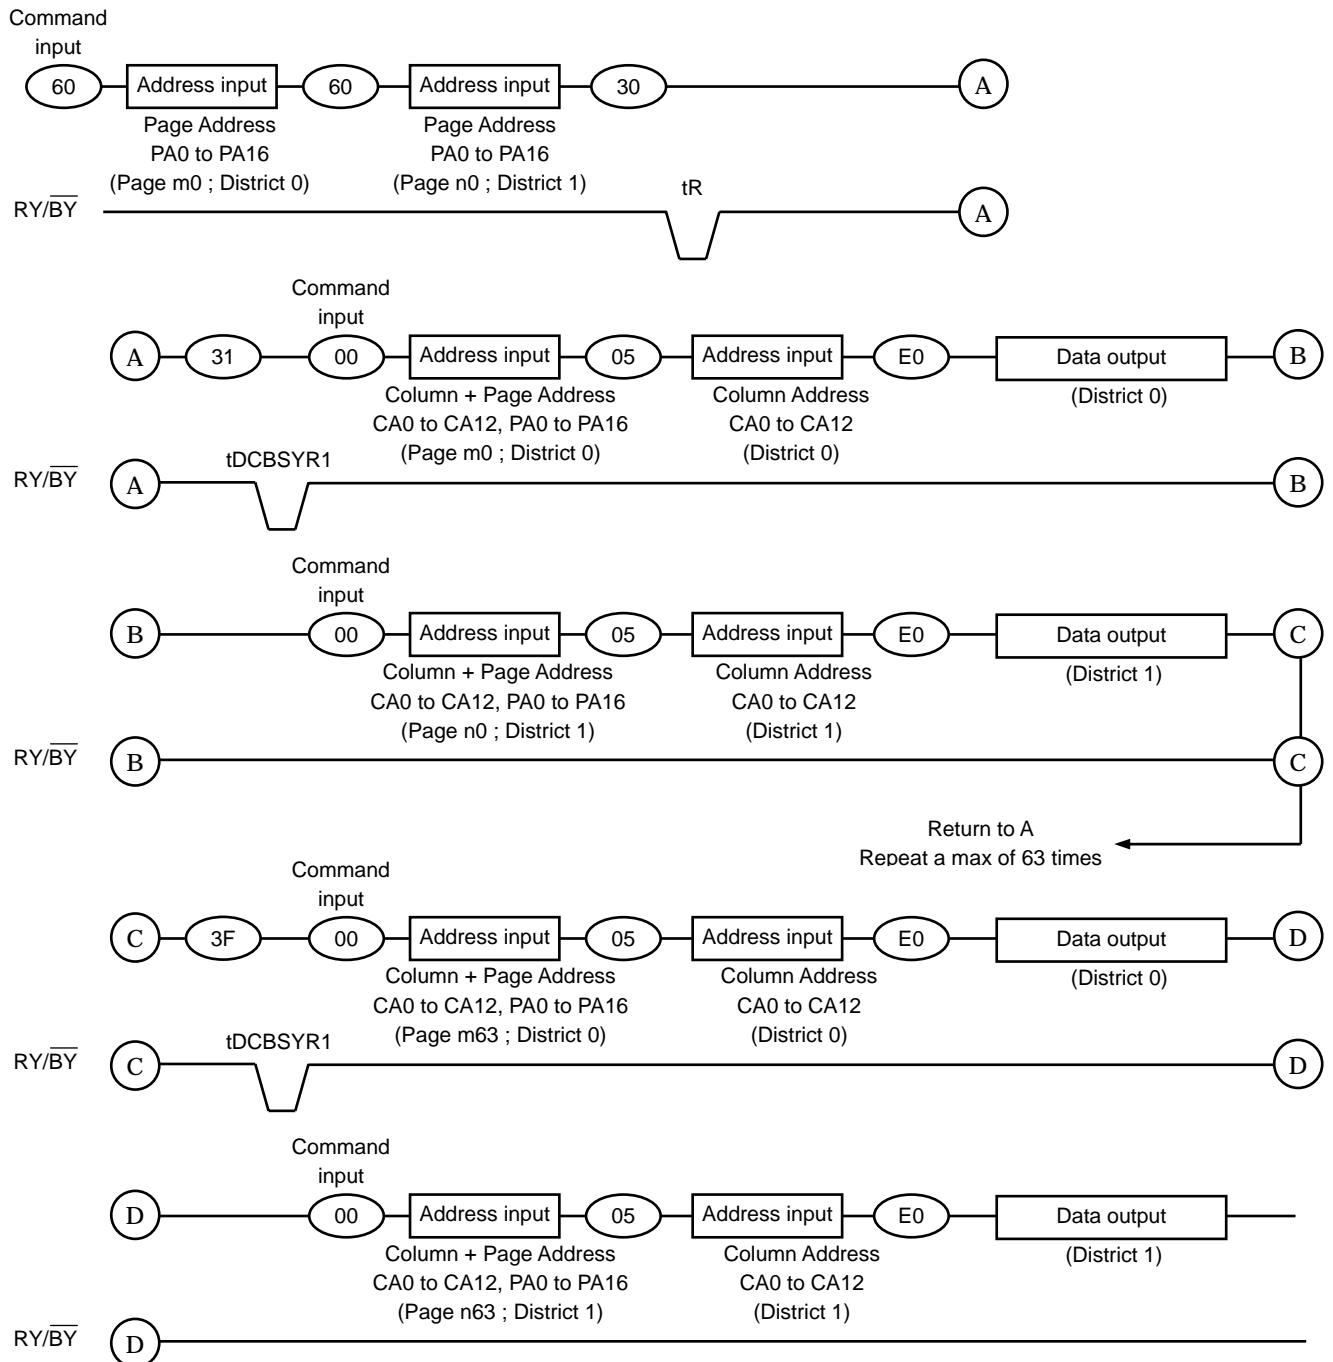 Command
input
60 Address input 60 Address input 30 A
Page Address Page Address
PA0 to PA16 PA0 to PA16
(Page m0 ; District 0) (Page n0 ; District 1)
tR
RY/BY A
Command
input
A 31 00 Address input 05 Address input E0 Data output B
Column + Page Address Column Address (District 0)
CA0 to CA12, PA0 to PA16 CA0 to CA12
(Page m0 ; District 0) (District 0)
tDCBSYR1
RY/BY A B
Command
input
B 00 Address input 05 Address input E0 Data output C
Column + Page Address Column Address (District 1)
CA0 to CA12, PA0 to PA16 CA0 to CA12
(Page n0 ; District 1) (District 1)
RY/BY B C
Return to A
Repeat a max of 63 times
Command
input
C 3F 00 Address input 05 Address input E0 Data output D
Column + Page Address Column Address (District 0)
CA0 to CA12, PA0 to PA16 CA0 to CA12
(Page m63 ; District 0) (District 0)
tDCBSYR1
RY/BY C D
Command
input
D 00 Address input 05 Address input E0 Data output
Column + Page Address Column Address (District 1)
CA0 to CA12, PA0 to PA16 CA0 to CA12
(Page n63 ; District 1) (District 1)
RY/BY D